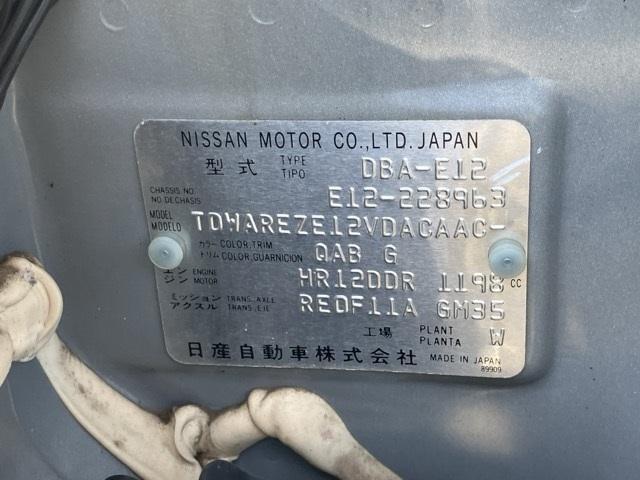 NISSAN MOTOR CO.,LTD. JAPAN
型式 TYPE TIPO DBA-E12
CHASSIS NO. NO DECHASIS E12-228963
MODEL MODELO TDWAREZE12VDACAAC-
カラー COLOR,TRIM トリム COLOR,GUARNICION QAB G
エンジン ENGINE MOTOR HR12DDR 1198 CC
ミッション TRANS. AXLE アクスル TRANS. EJE REOF11A GM35
工場 PLANT PLANTA W
日産自動車株式会社 MADE IN JAPAN
89909